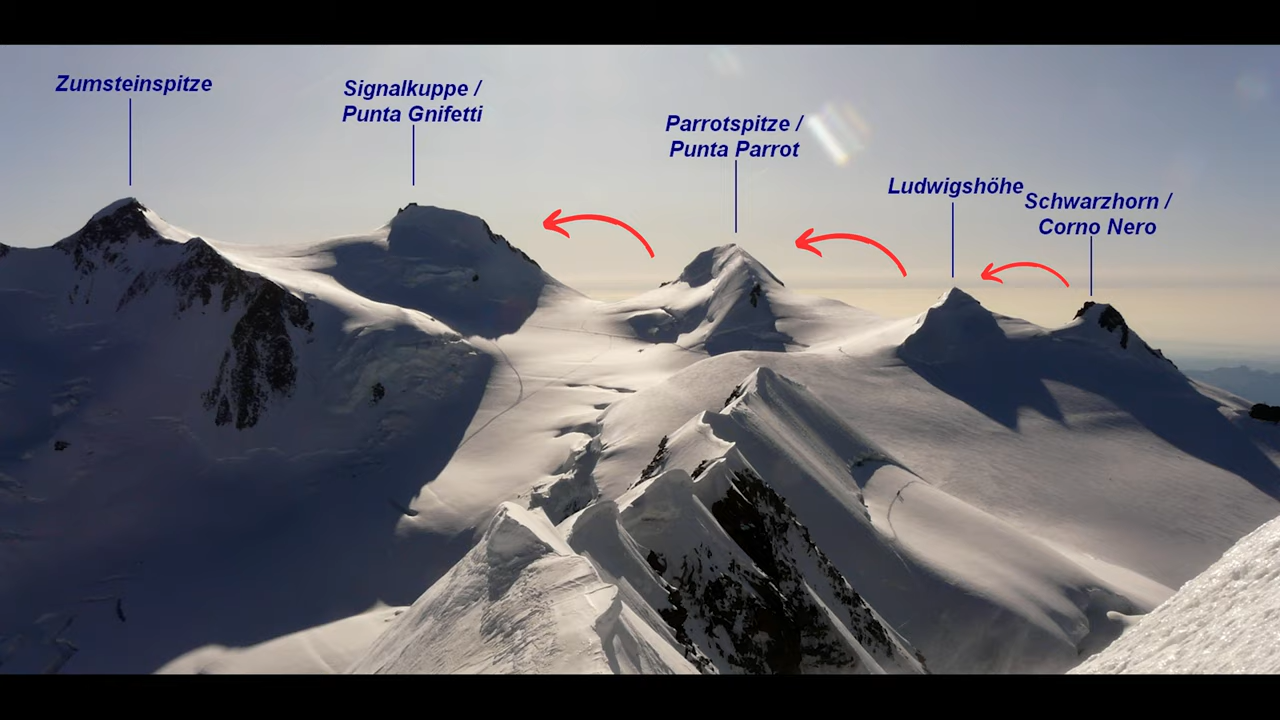 Zumsteinspitze
Signalkuppe /
Punta Gnifetti
Parrotspitze /
Punta Parrot
Ludwigshöhe
Schwarzhorn /
Corno Nero